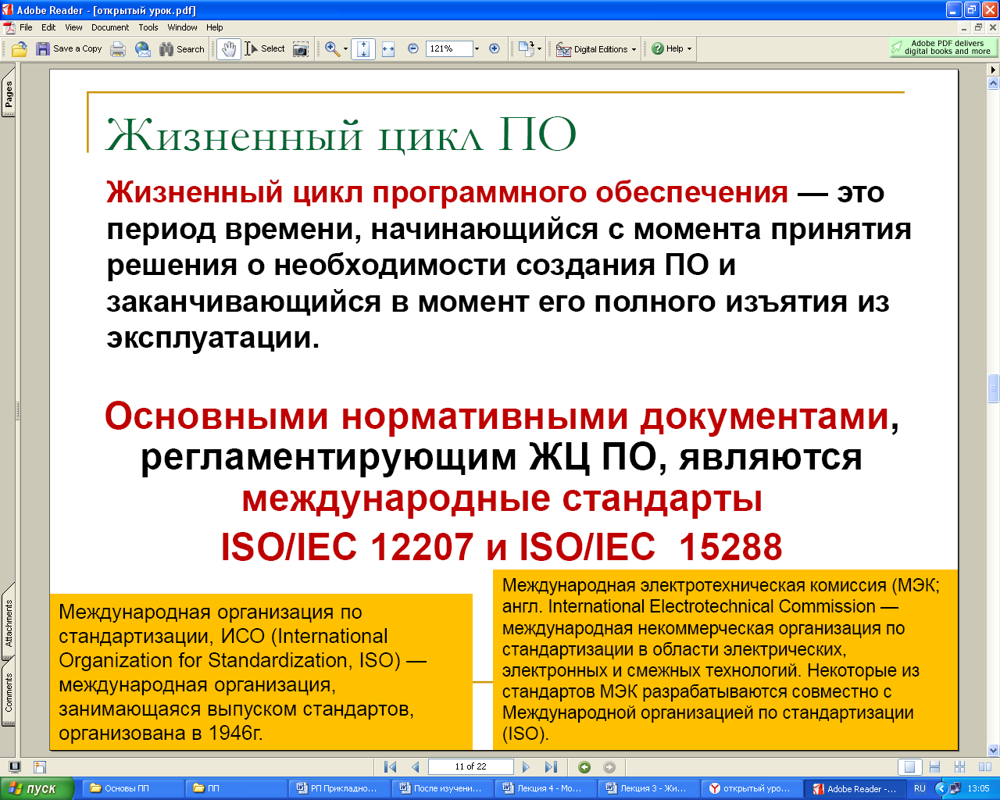 Adobe Reader - [открытый урок.pdf]
File Edit View Document Tools Window Help
Save a Copy Search Select 121% Digital Editions Help
Adobe PDF delivers
digital books and more
Pages
Жизненный цикл ПО
Жизненный цикл программного обеспечения — это
период времени, начинающийся с момента принятия
решения о необходимости создания ПО и
заканчивающийся в момент его полного изъятия из
эксплуатации.
Основными нормативными документами,
регламентирующим ЖЦ ПО, являются
международные стандарты
ISO/IEC 12207 и ISO/IEC 15288
Международная организация по
стандартизации, ИСО (International
Organization for Standardization, ISO) —
международная организация,
занимающаяся выпуском стандартов,
организована в 1946г.
Международная электротехническая комиссия (МЭК;
англ. International Electrotechnical Commission —
международная некоммерческая организация по
стандартизации в области электрических,
электронных и смежных технологий. Некоторые из
стандартов МЭК разрабатываются совместно с
Международной организацией по стандартизации
(ISO).
Attachments
Comments
11 of 22
пуск Основы ПП ПП РП Прикладно... После изучени... Лекция 4 - Мо... Лекция 3 - Жи... открытый уро... Adobe Reader -... RU 13:05